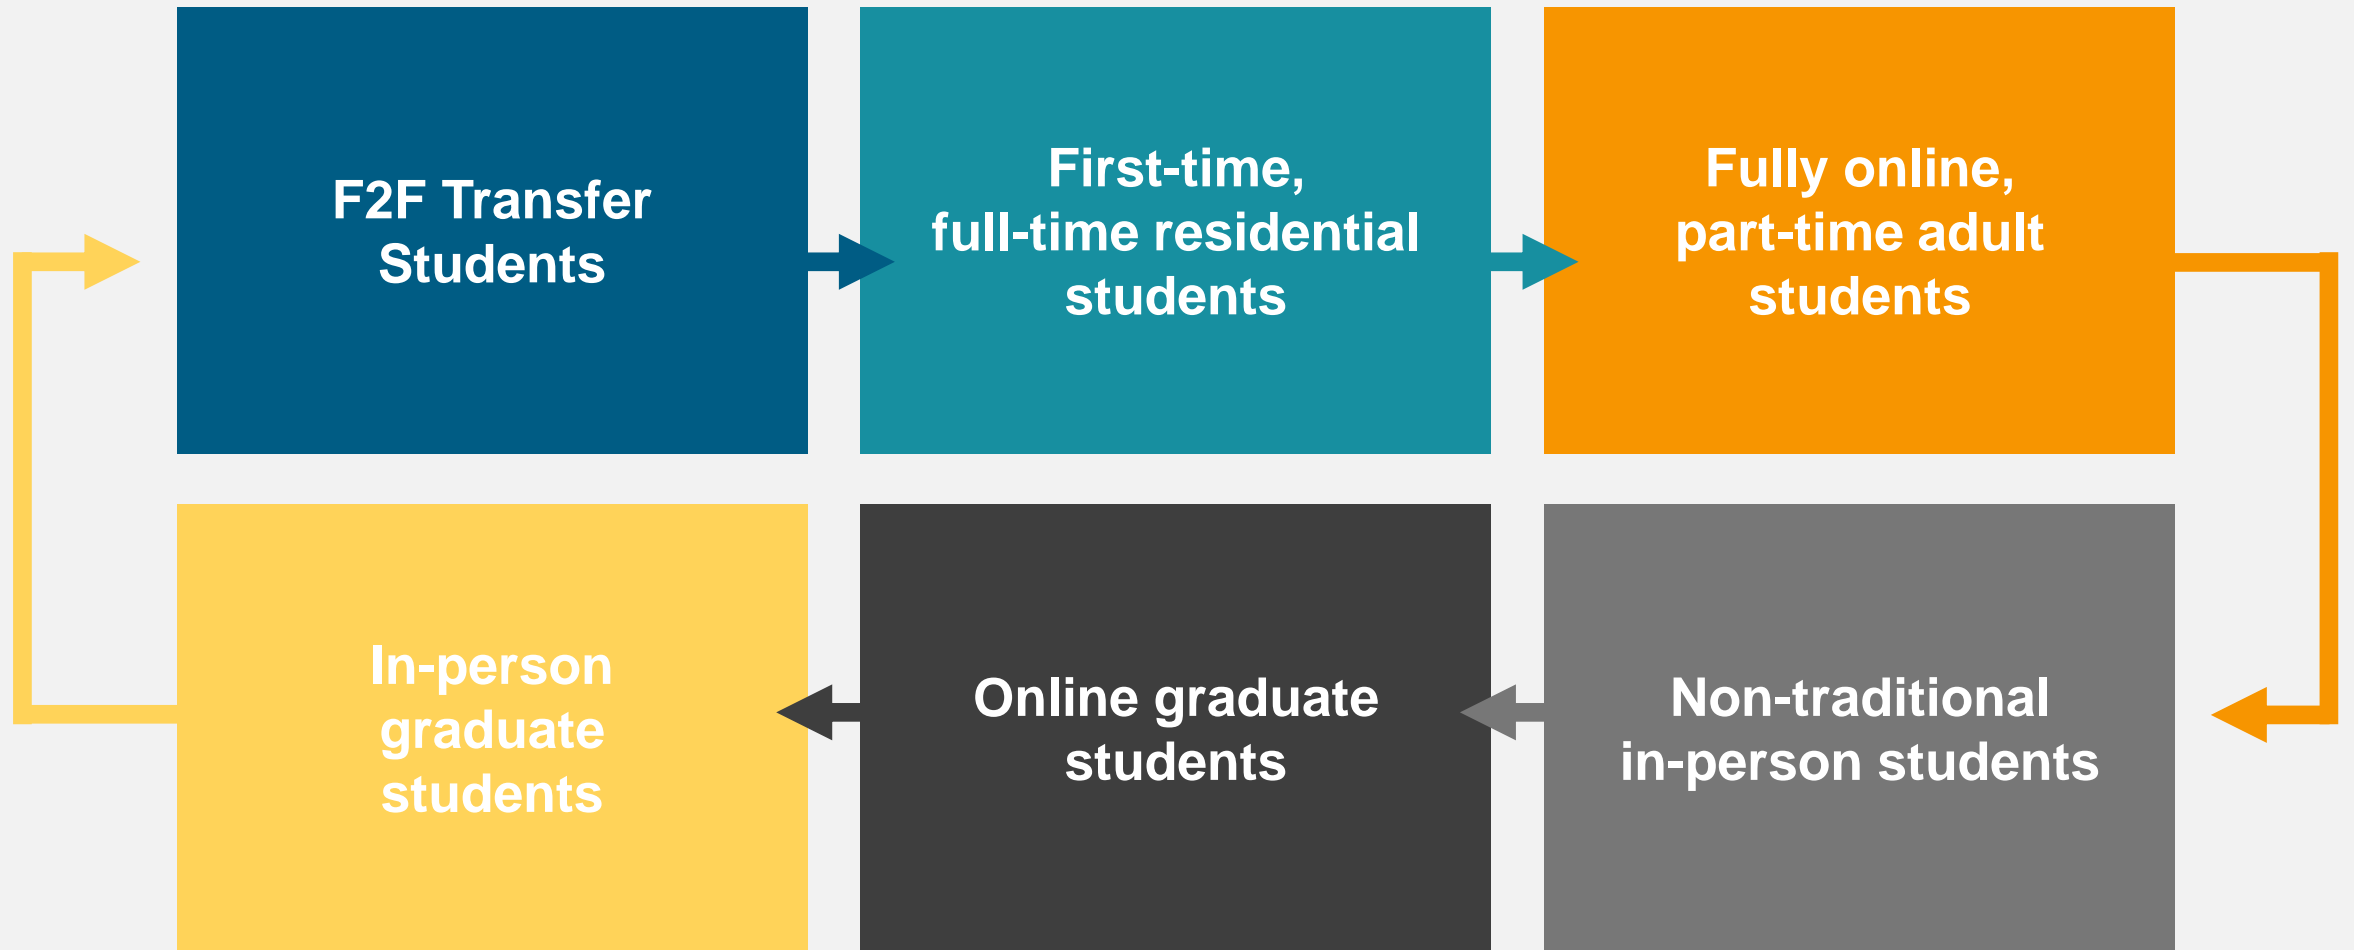 F2F Transfer
Students
First-time,
full-time residential
students
Fully online,
part-time adult
students
In-person
graduate
students
Online graduate
students
Non-traditional
in-person students